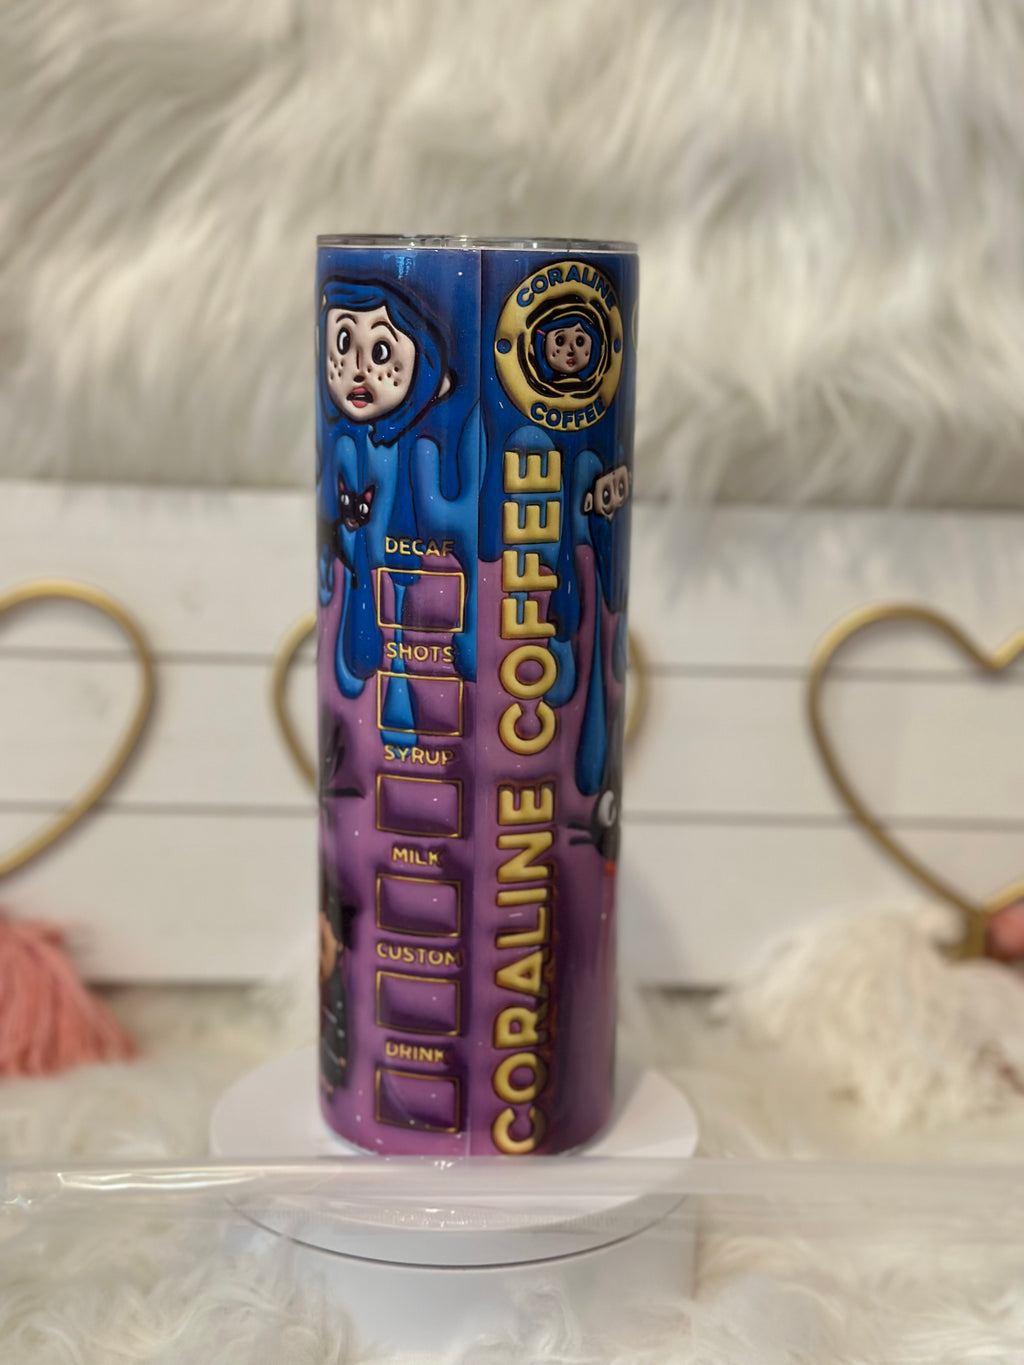 CORALINE
COFFEE
DECAF
SHOTS
SYRUP
MILK
CUSTOM
DRINK
CORALINE COFFEE